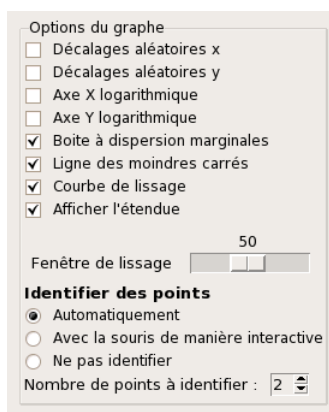 Options du graphe
Décalages aléatoires x
Décalages aléatoires y
Axe X logarithmique
Axe Y logarithmique
Boite à dispersion marginales
Ligne des moindres carrés
Courbe de lissage
Afficher l'étendue
50
Fenêtre de lissage
Identifier des points
Automatiquement
Avec la souris de manière interactive
Ne pas identifier
Nombre de points à identifier : 2